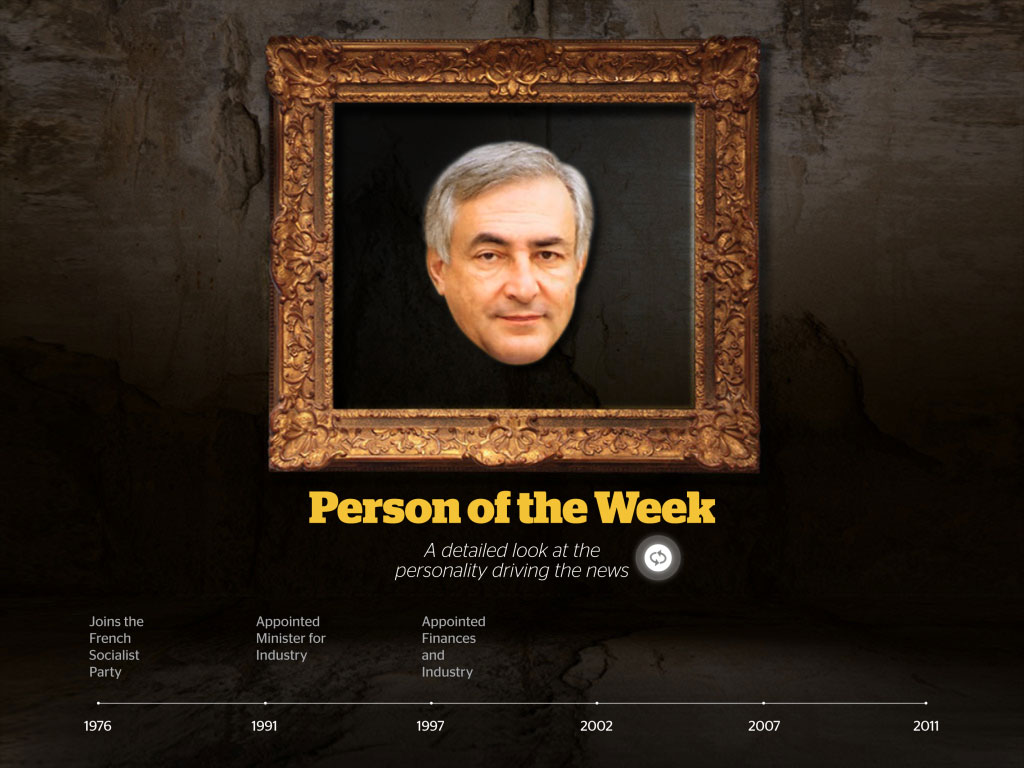 Person of the Week
A detailed look at the
personality driving the news
Joins the
French
Socialist
Party
Appointed
Minister for
Industry
Appointed
Finances
and
Industry
1976
1991
1997
2002
2007
2011